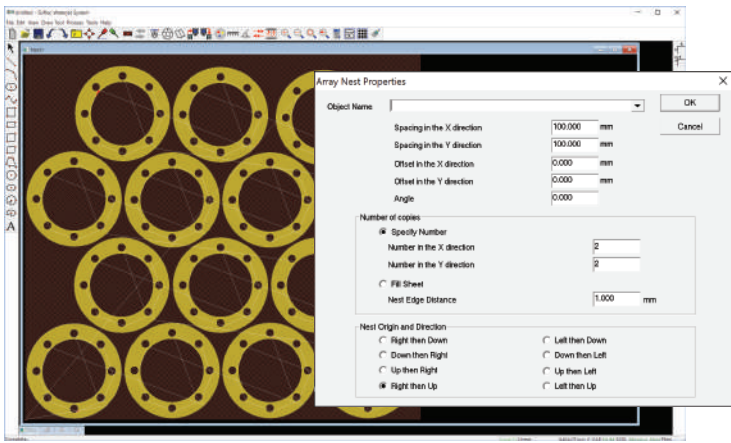 File Edit View Draw Text Process Tools Help
Array Nest Properties
Object Name
OK
Cancel
Spacing in the X direction 100.000 mm
Spacing in the Y direction 100.000 mm
Offset in the X direction 0.000 mm
Offset in the Y direction 0.000 mm
Angle 0.000
Number of copies
Specify Number
Number in the X direction 2
Number in the Y direction 2
Fill Sheet
Nest Edge Distance 1.000 mm
Nest Origin and Direction
Right then Down Left then Down
Down then Right Down then Left
Up then Right Up then Left
Right then Up Left then Up
A